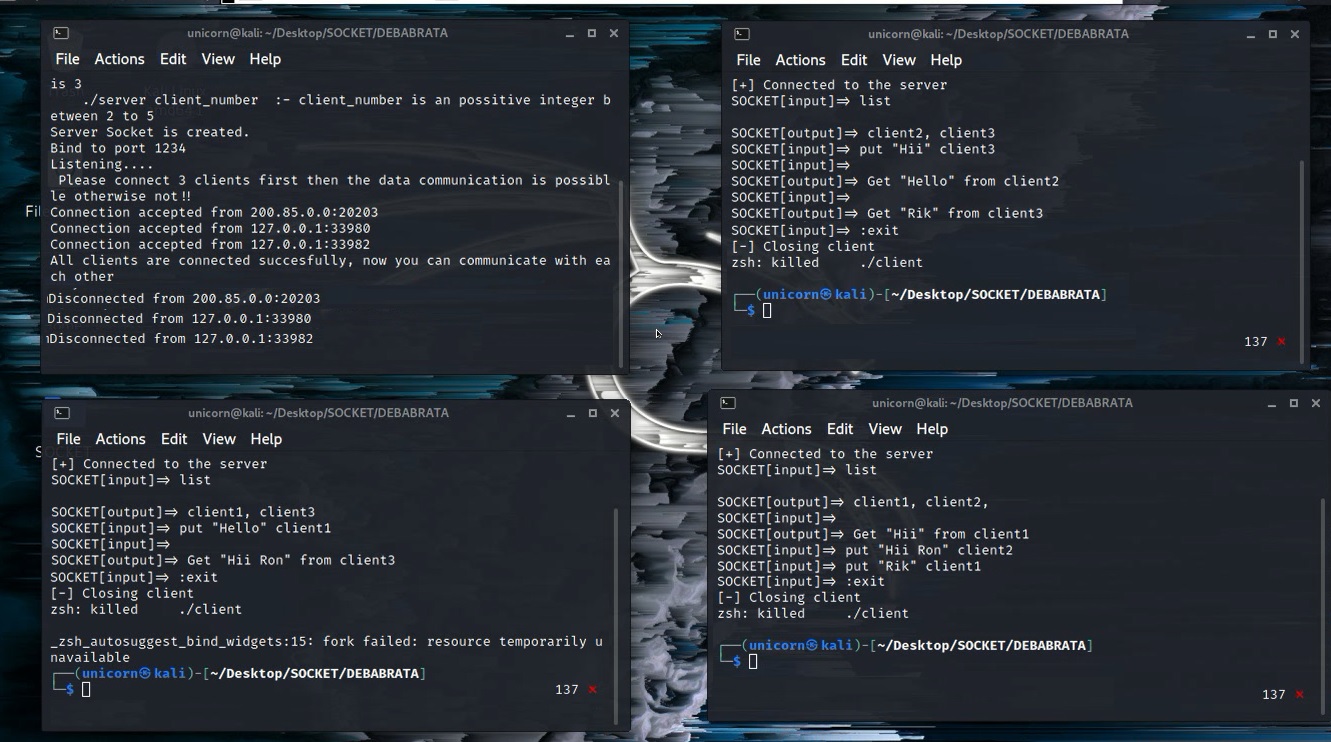 unicorn@kali: ~/Desktop/SOCKET/DEBABRATA
File Actions Edit View Help
is 3
./server client_number :- client_number is an possitive integer b
etween 2 to 5
Server Socket is created.
Bind to port 1234
Listening....
Please connect 3 clients first then the data communication is possibl
le otherwise not!!
Connection accepted from 200.85.0.0:20203
Connection accepted from 127.0.0.1:33980
Connection accepted from 127.0.0.1:33982
All clients are connected succesfully, now you can communicate with ea
ch other
Disconnected from 200.85.0.0:20203
Disconnected from 127.0.0.1:33980
Disconnected from 127.0.0.1:33982
unicorn@kali: ~/Desktop/SOCKET/DEBABRATA
File Actions Edit View Help
[+] Connected to the server
SOCKET[input]⇒ list
SOCKET[output]⇒ client2, client3
SOCKET[input]⇒ put "Hii" client3
SOCKET[input]⇒
SOCKET[output]⇒ Get "Hello" from client2
SOCKET[input]⇒
SOCKET[output]⇒ Get "Rik" from client3
SOCKET[input]⇒ :exit
[-] Closing client
zsh: killed ./client
┌──(unicorn㉿kali)-[~/Desktop/SOCKET/DEBABRATA]
└─$
137 ⨯
unicorn@kali: ~/Desktop/SOCKET/DEBABRATA
File Actions Edit View Help
[+] Connected to the server
SOCKET[input]⇒ list
SOCKET[output]⇒ client1, client3
SOCKET[input]⇒ put "Hello" client1
SOCKET[input]⇒
SOCKET[output]⇒ Get "Hii Ron" from client3
SOCKET[input]⇒ :exit
[-] Closing client
zsh: killed ./client
_zsh_autosuggest_bind_widgets:15: fork failed: resource temporarily u
navailable
┌──(unicorn㉿kali)-[~/Desktop/SOCKET/DEBABRATA]
└─$
137 ⨯
unicorn@kali: ~/Desktop/SOCKET/DEBABRATA
File Actions Edit View Help
[+] Connected to the server
SOCKET[input]⇒ list
SOCKET[output]⇒ client1, client2,
SOCKET[input]⇒
SOCKET[output]⇒ Get "Hii" from client1
SOCKET[input]⇒ put "Hii Ron" client2
SOCKET[input]⇒ put "Rik" client1
SOCKET[input]⇒ :exit
[-] Closing client
zsh: killed ./client
┌──(unicorn㉿kali)-[~/Desktop/SOCKET/DEBABRATA]
└─$
137 ⨯